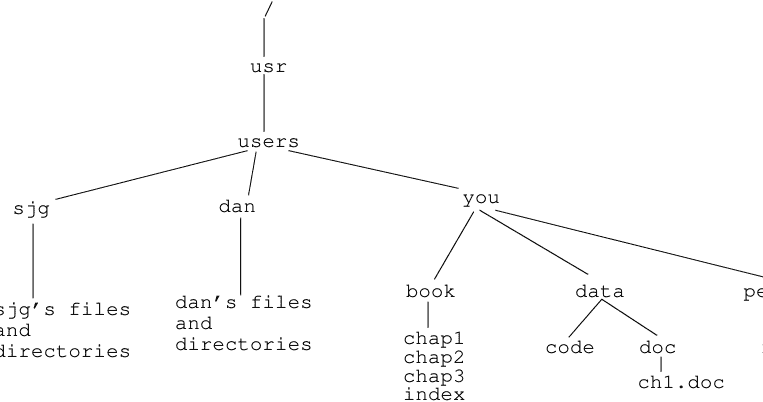 /
usr
users
sjg
dan
you
sjg's files
and
directories
dan's files
and
directories
book
data
chap1
chap2
chap3
index
code
doc
ch1.doc